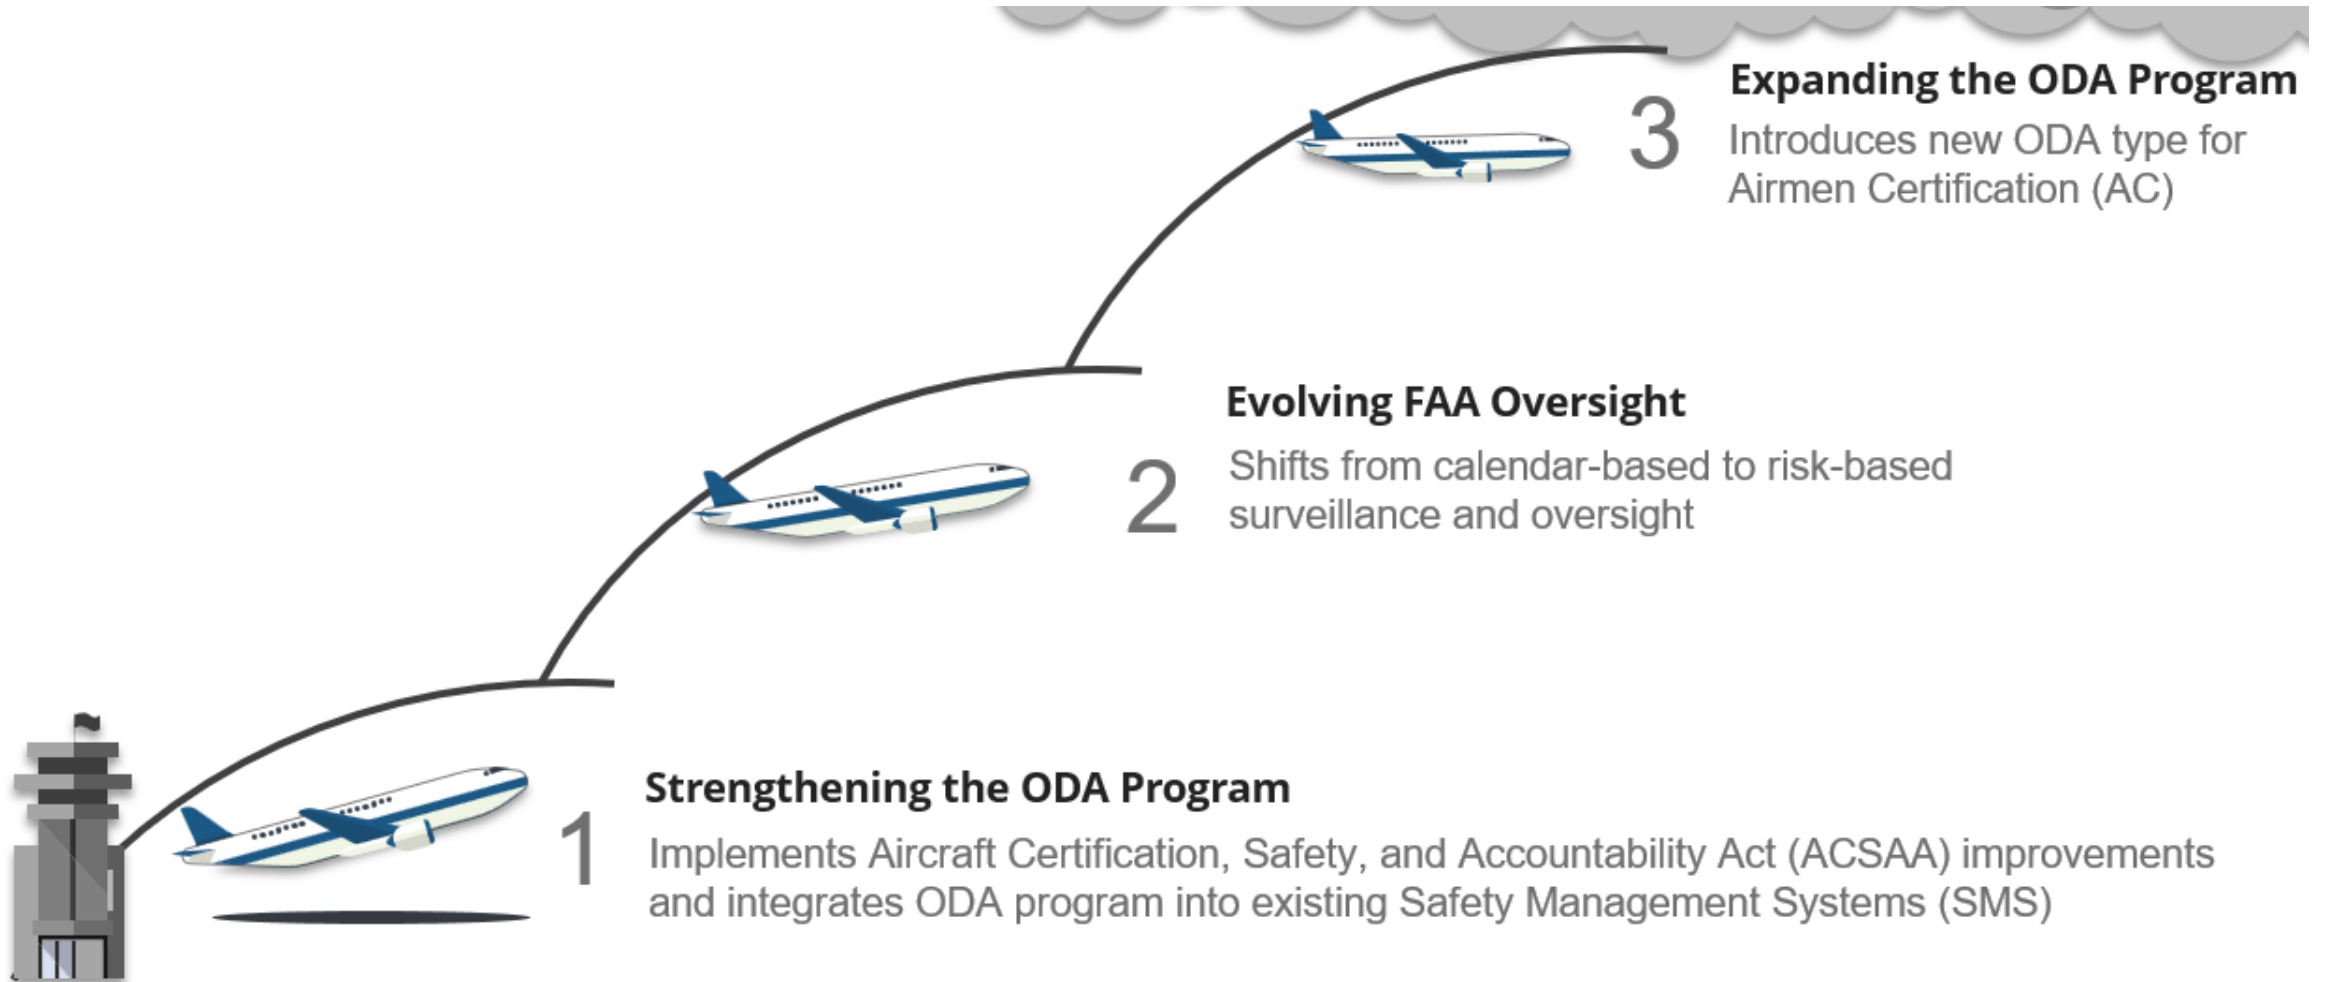 3
Expanding the ODA Program
Introduces new ODA type for
Airmen Certification (AC)
2
Evolving FAA Oversight
Shifts from calendar-based to risk-based
surveillance and oversight
1
Strengthening the ODA Program
Implements Aircraft Certification, Safety, and Accountability Act (ACSAA) improvements
and integrates ODA program into existing Safety Management Systems (SMS)